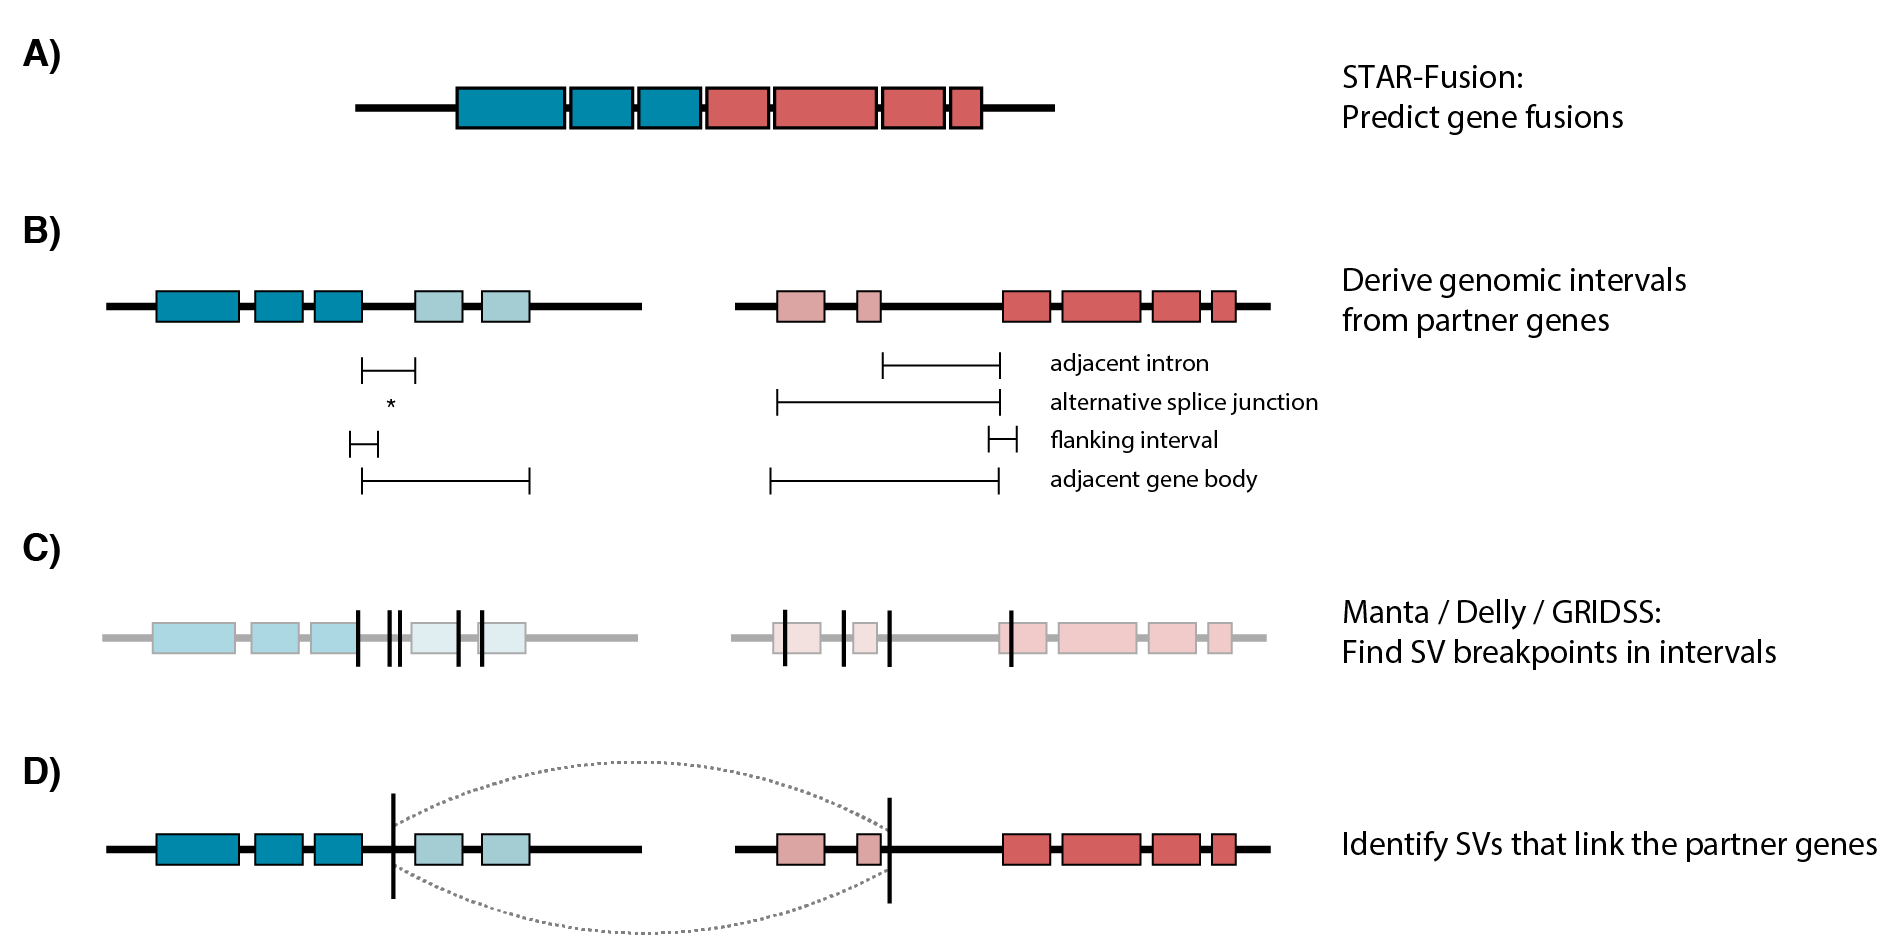 A)
STAR-Fusion:
Predict gene fusions
B)
Derive genomic intervals
from partner genes
adjacent intron
* alternative splice junction
flanking interval
adjacent gene body
C)
Manta / Delly / GRIDSS:
Find SV breakpoints in intervals
D)
Identify SVs that link the partner genes